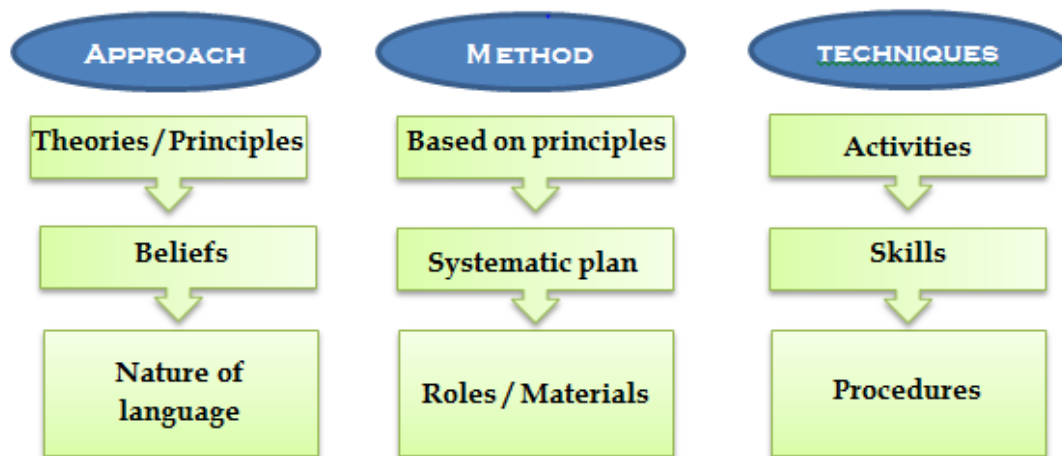 APPROACH
METHOD
TECHNIQUES
Theories / Principles
Based on principles
Activities
Beliefs
Systematic plan
Skills
Nature of
language
Roles / Materials
Procedures